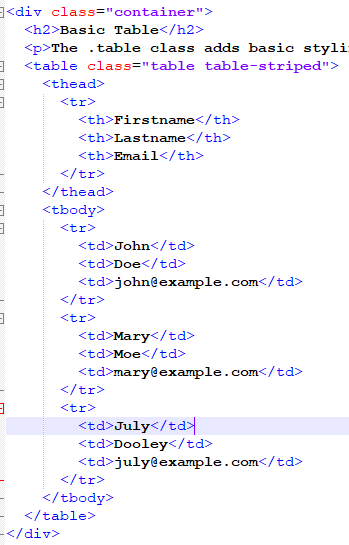 <div class="container">
<h2>Basic Table</h2>
<p>The .table class adds basic
<table class="table table-striped">
<thead>
<tr>
<th>Firstname</th>
<th>Lastname</th>
<th>Email</th>
</tr>
</thead>
<tbody>
<tr>
<td>John</td>
<td>Doe</td>
<td>john@example.com</td>
</tr>
<tr>
<td>Mary</td>
<td>Moe</td>
<td>mary@example.com</td>
</tr>
<tr>
<td>July</td>
<td>Dooley</td>
<td>july@example.com</td>
</tr>
</tbody>
</table>
</div>